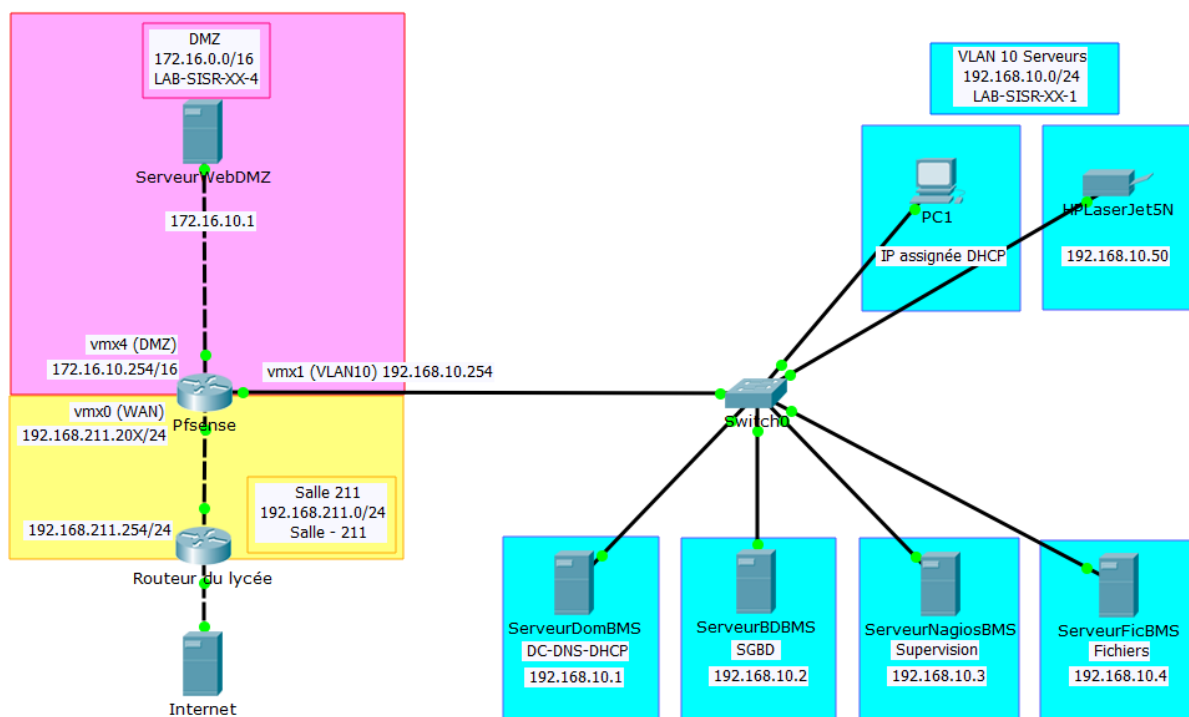 DMZ
172.16.0.0/16
LAB-SISR-XX-4
ServeurWebDMZ
172.16.10.1
vmx4 (DMZ)
172.16.10.254/16
vmx1 (VLAN10) 192.168.10.254
Pfsense
vmx0 (WAN)
192.168.211.20X/24
Salle 211
192.168.211.0/24
Salle - 211
192.168.211.254/24
Routeur du lycée
Internet
VLAN 10 Serveurs
192.168.10.0/24
LAB-SISR-XX-1
PC1
IP assignée DHCP
HPLaserJet5N
192.168.10.50
Switch0
ServeurDomBMS
DC-DNS-DHCP
192.168.10.1
ServeurBDBMS
SGBD
192.168.10.2
ServeurNagiosBMS
Supervision
192.168.10.3
ServeurFicBMS
Fichiers
192.168.10.4